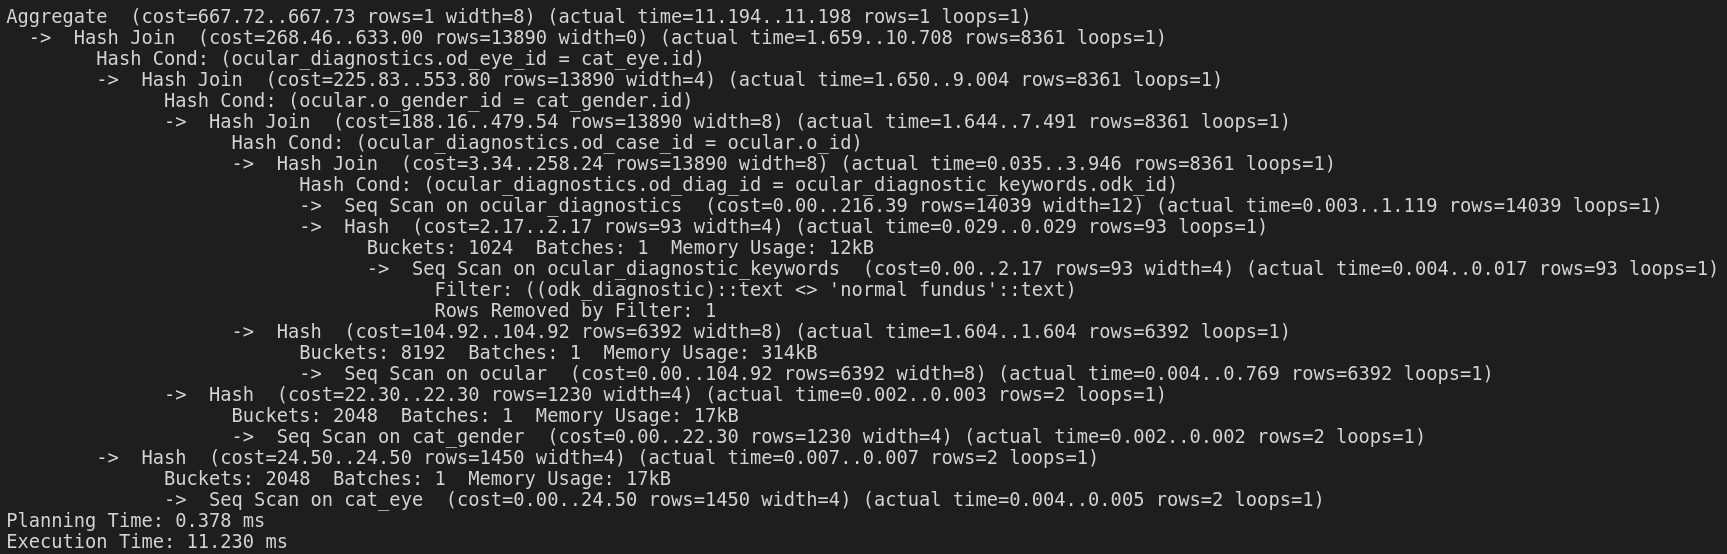 Aggregate  (cost=667.72..667.73 rows=1 width=8) (actual time=11.194..11.198 rows=1 loops=1)
  ->  Hash Join  (cost=268.46..633.00 rows=13890 width=0) (actual time=1.659..10.708 rows=8361 loops=1)
        Hash Cond: (ocular_diagnostics.od_eye_id = cat_eye.id)
        ->  Hash Join  (cost=225.83..553.80 rows=13890 width=4) (actual time=1.650..9.004 rows=8361 loops=1)
              Hash Cond: (ocular.o_gender_id = cat_gender.id)
              ->  Hash Join  (cost=188.16..479.54 rows=13890 width=8) (actual time=1.644..7.491 rows=8361 loops=1)
                    Hash Cond: (ocular_diagnostics.od_case_id = ocular.o_id)
                    ->  Hash Join  (cost=3.34..258.24 rows=13890 width=8) (actual time=0.035..3.946 rows=8361 loops=1)
                          Hash Cond: (ocular_diagnostics.od_diag_id = ocular_diagnostic_keywords.odk_id)
                          ->  Seq Scan on ocular_diagnostics  (cost=0.00..216.39 rows=14039 width=12) (actual time=0.003..1.119 rows=14039 loops=1)
                          ->  Hash  (cost=2.17..2.17 rows=93 width=4) (actual time=0.029..0.029 rows=93 loops=1)
                                Buckets: 1024  Batches: 1  Memory Usage: 12kB
                                ->  Seq Scan on ocular_diagnostic_keywords  (cost=0.00..2.17 rows=93 width=4) (actual time=0.004..0.017 rows=93 loops=1)
                                      Filter: ((odk_diagnostic)::text <> 'normal fundus'::text)
                                      Rows Removed by Filter: 1
                    ->  Hash  (cost=104.92..104.92 rows=6392 width=8) (actual time=1.604..1.604 rows=6392 loops=1)
                          Buckets: 8192  Batches: 1  Memory Usage: 314kB
                          ->  Seq Scan on ocular  (cost=0.00..104.92 rows=6392 width=8) (actual time=0.004..0.769 rows=6392 loops=1)
              ->  Hash  (cost=22.30..22.30 rows=1230 width=4) (actual time=0.002..0.003 rows=2 loops=1)
                    Buckets: 2048  Batches: 1  Memory Usage: 17kB
                    ->  Seq Scan on cat_gender  (cost=0.00..22.30 rows=1230 width=4) (actual time=0.002..0.002 rows=2 loops=1)
        ->  Hash  (cost=24.50..24.50 rows=1450 width=4) (actual time=0.007..0.007 rows=2 loops=1)
              Buckets: 2048  Batches: 1  Memory Usage: 17kB
              ->  Seq Scan on cat_eye  (cost=0.00..24.50 rows=1450 width=4) (actual time=0.004..0.005 rows=2 loops=1)
Planning Time: 0.378 ms
Execution Time: 11.230 ms